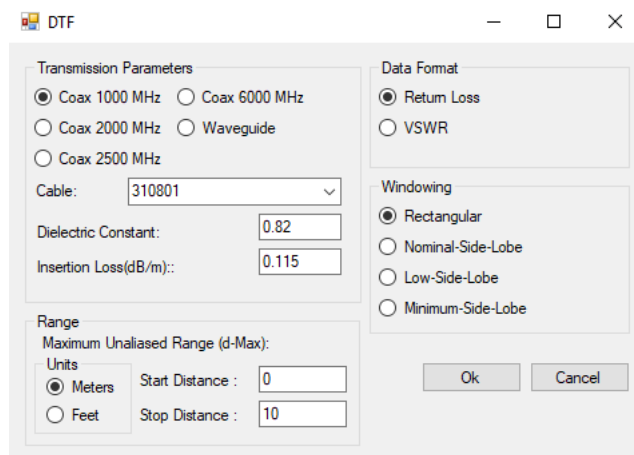 DTF
Transmission Parameters
Coax 1000 MHz Coax 6000 MHz
Coax 2000 MHz Waveguide
Coax 2500 MHz
Cable: 310801
Dielectric Constant: 0.82
Insertion Loss(dB/m):: 0.115
Range
Maximum Unaliased Range (d-Max):
Units
Meters
Feet
Start Distance : 0
Stop Distance : 10
Data Format
Return Loss
VSWR
Windowing
Rectangular
Nominal-Side-Lobe
Low-Side-Lobe
Minimum-Side-Lobe
Ok Cancel